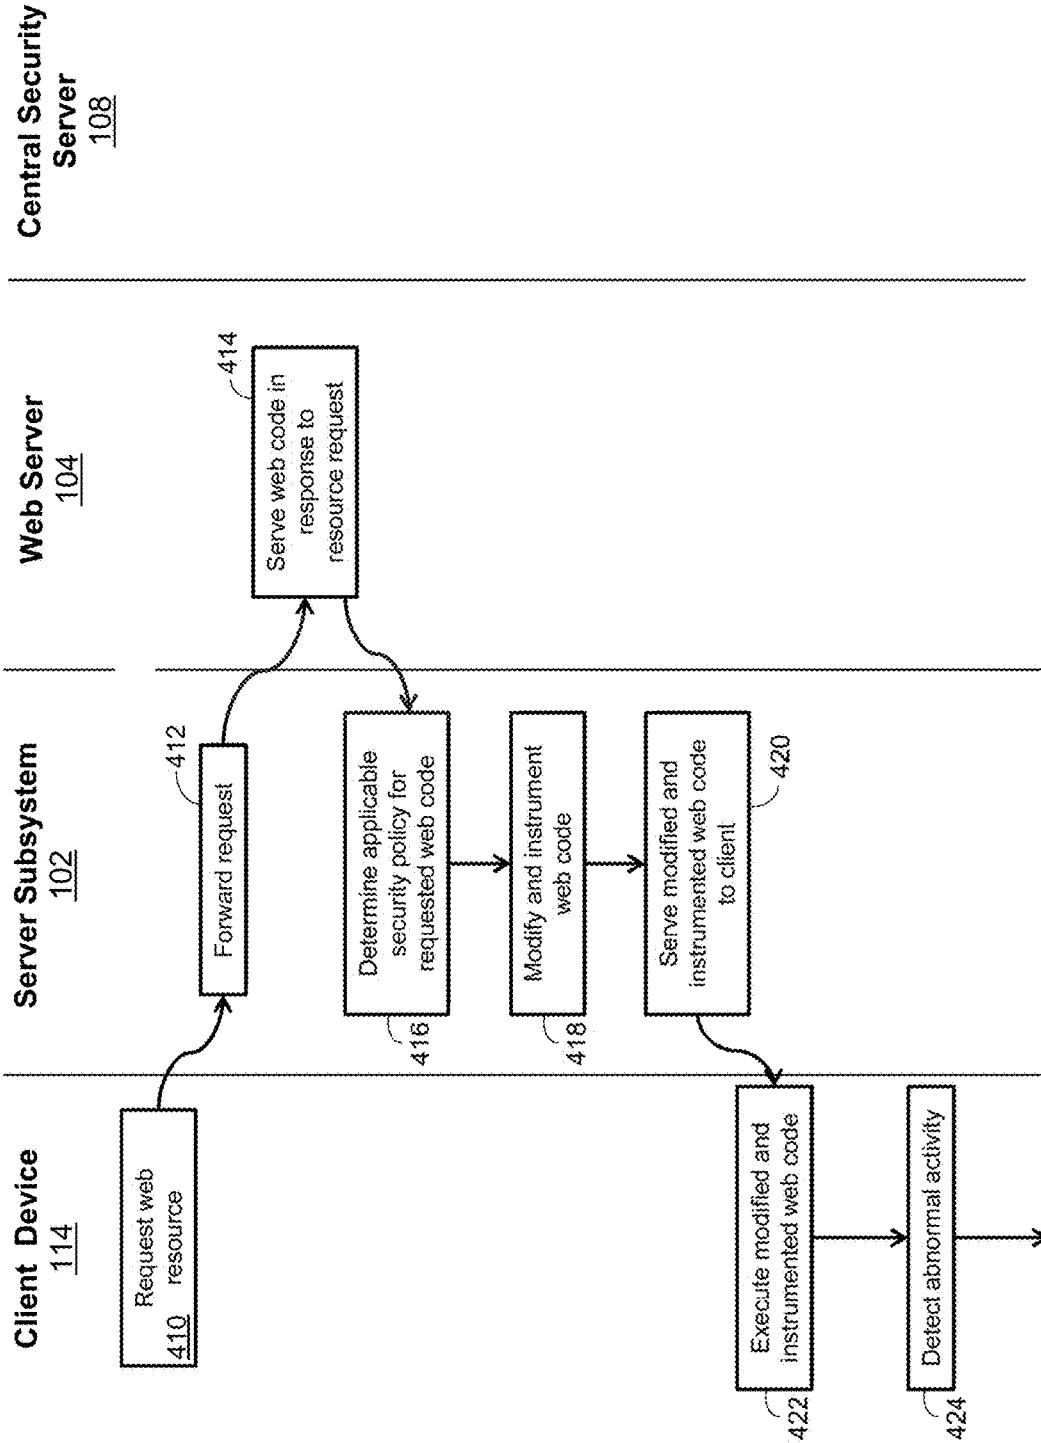 Client Device
114
Server Subsystem
102
Web Server
104
Central Security
Server
108
Request web
410 resource
412
Forward request
414
Serve web code in
response to
resource request
Determine applicable
security policy for
requested web code
416
Modify and instrument
web code
418
Serve modified and
instrumented web code
to client
420
Execute modified and
instrumented web code
422
Detect abnormal activity
424